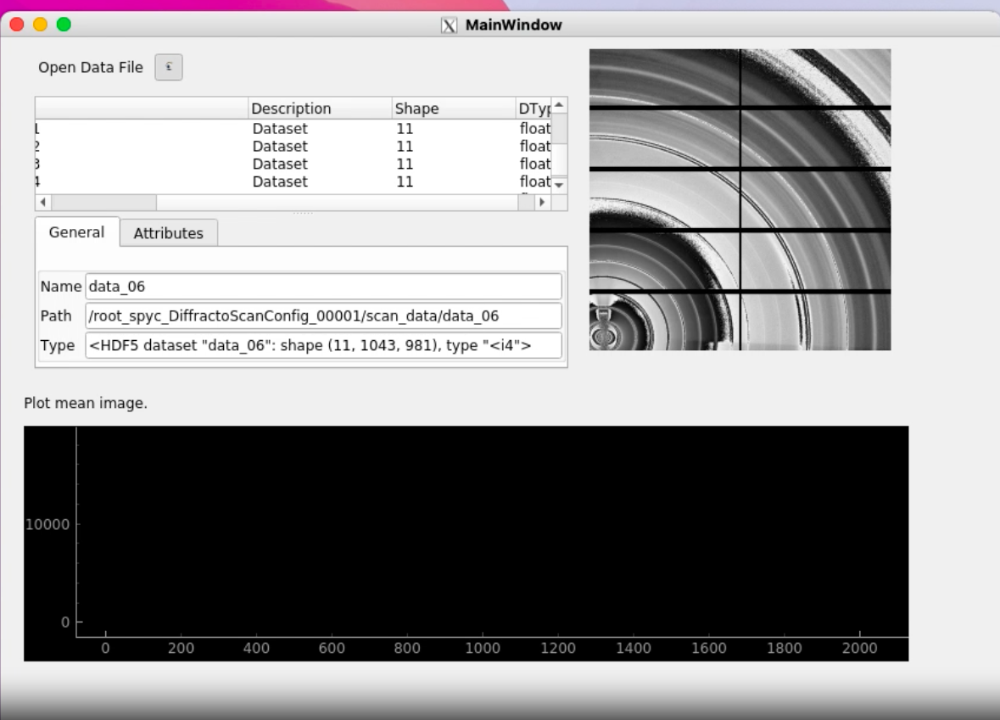 MainWindow
Open Data File
Description Shape DTyp
1 Dataset 11 float
2 Dataset 11 float
3 Dataset 11 float
4 Dataset 11 float
General Attributes
Name data_06
Path /root_spyc_DiffractoScanConfig_00001/scan_data/data_06
Type <HDF5 dataset "data_06": shape (11, 1043, 981), type "<i4">
Plot mean image.
10000
0
0 200 400 600 800 1000 1200 1400 1600 1800 2000